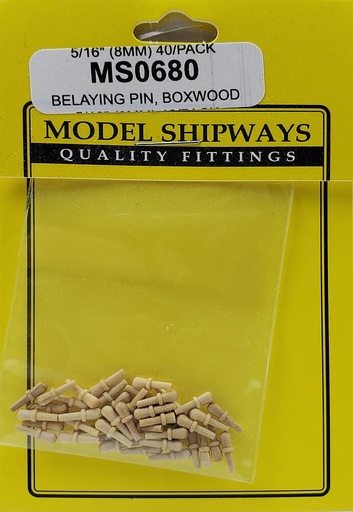 5/16" (8MM) 40/PACK
MS0680
BELAYING PIN, BOXWOOD
MODEL SHIPWAYS
QUALITY FITTINGS